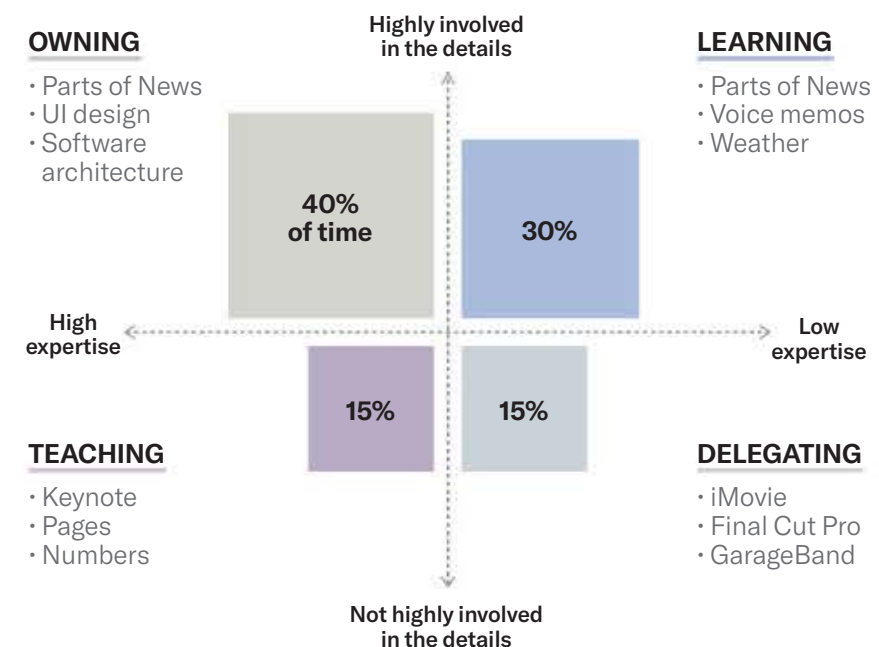 Highly involved
in the details
OWNING
· Parts of News
· UI design
· Software
architecture
LEARNING
· Parts of News
· Voice memos
· Weather
40%
of time
30%
High
expertise
Low
expertise
15%
15%
TEACHING
· Keynote
· Pages
· Numbers
DELEGATING
· iMovie
· Final Cut Pro
· GarageBand
Not highly involved
in the details